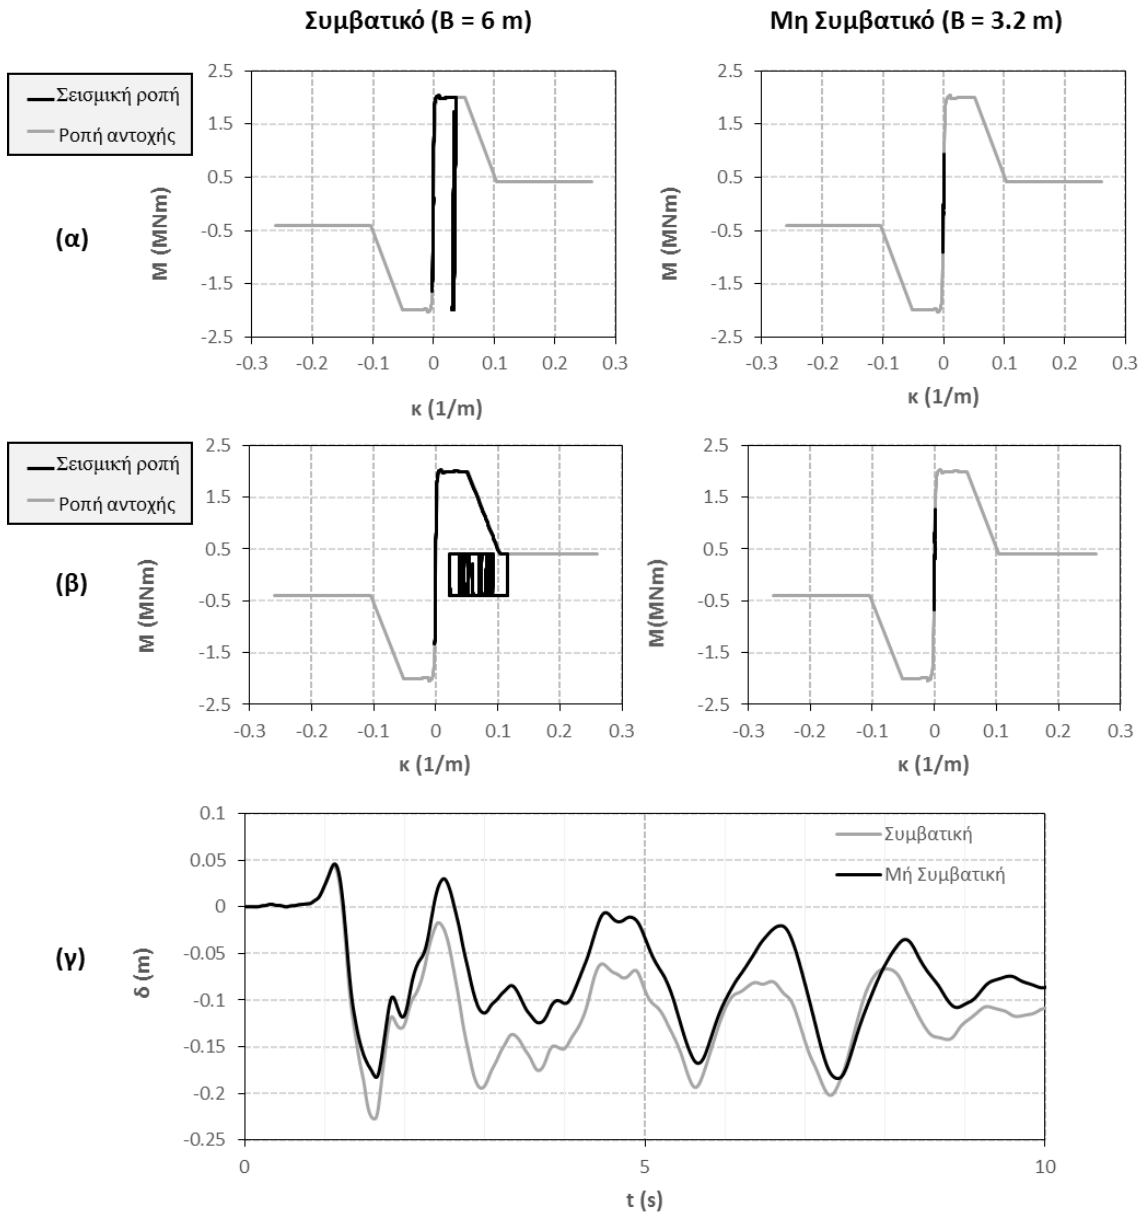 Συμβατικό (B = 6 m)
Μη Συμβατικό (B = 3.2 m)
Σεισμική ροπή
Ροπή αντοχής
(α)
M (MNm)
2.5
1.5
0.5
-0.5
-1.5
-2.5
-0.3 -0.2 -0.1 0 0.1 0.2 0.3
κ (1/m)
M (MNm)
2.5
1.5
0.5
-0.5
-1.5
-2.5
-0.3 -0.2 -0.1 0 0.1 0.2 0.3
κ (1/m)
Σεισμική ροπή
Ροπή αντοχής
(β)
M (MNm)
2.5
1.5
0.5
-0.5
-1.5
-2.5
-0.3 -0.2 -0.1 0 0.1 0.2 0.3
κ (1/m)
M(MNm)
2.5
1.5
0.5
-0.5
-1.5
-2.5
-0.3 -0.2 -0.1 0 0.1 0.2 0.3
κ (1/m)
(γ)
δ (m)
0.1
0.05
0
-0.05
-0.1
-0.15
-0.2
-0.25
Συμβατική
Μή Συμβατική
0 5 10
t (s)